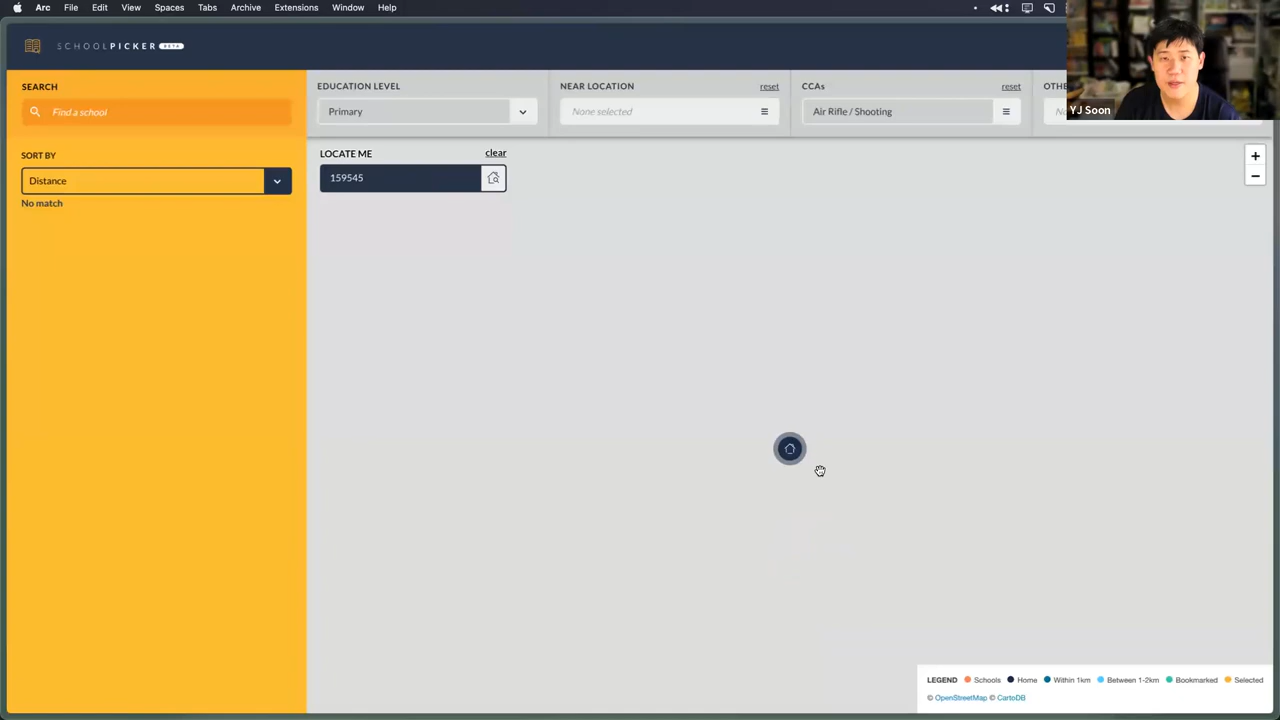 Arc File Edit View Spaces Tabs Archive Extensions Window Help
SCHOOLPICKER BETA
SEARCH
Find a school
SORT BY
Distance
No match
EDUCATION LEVEL
Primary
NEAR LOCATION reset
None selected
CCAs reset
Air Rifle / Shooting
LOCATE ME clear
159545
YJ Soon
+
−
LEGEND Schools Home Within 1km Between 1-2km Bookmarked Selected
© OpenStreetMap © CartoDB